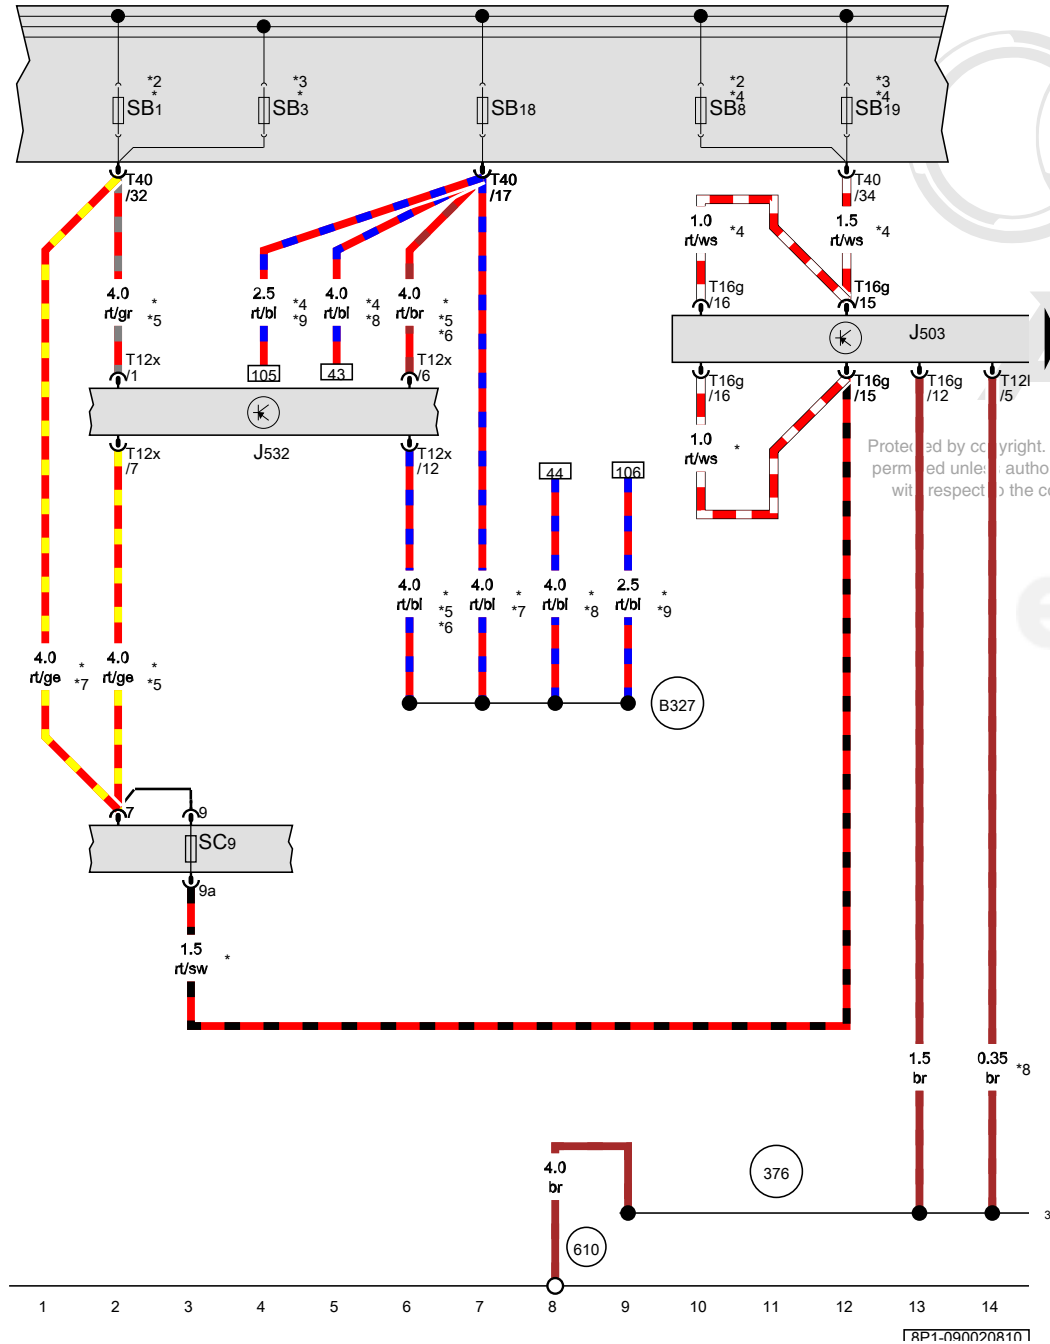 *2
*
SB1
*3
*
SB3
SB18
*2
*4
SB8
*3
*4
SB19
T40
/32
T40
/17
T40
/34
4.0
rt/gr
*
*5
2.5
rt/bl
*4
*9
4.0
rt/bl
*4
*8
4.0
rt/br
*
*5
*6
1.0
rt/ws
*4
1.5
rt/ws
*4
T12x
/1
105
43
T12x
/6
T16g
/16
T16g
/15
J503
J532
T12x
/7
T12x
/12
T16g
/16
T16g
/15
T16g
/12
/5
1.0
rt/ws
*
44
106
4.0
rt/ge
*
*7
4.0
rt/ge
*
*5
4.0
rt/bl
*
*5
*6
4.0
rt/bl
*
*7
4.0
rt/bl
*
*8
2.5
rt/bl
*
*9
B327
7
9
SC9
9a
1.5
rt/sw
*
1.5
br
0.35
br
*8
4.0
br
376
610
1 2 3 4 5 6 7 8 9 10 11 12 13 14
8P1-090020810
by
copyright.
respect
the